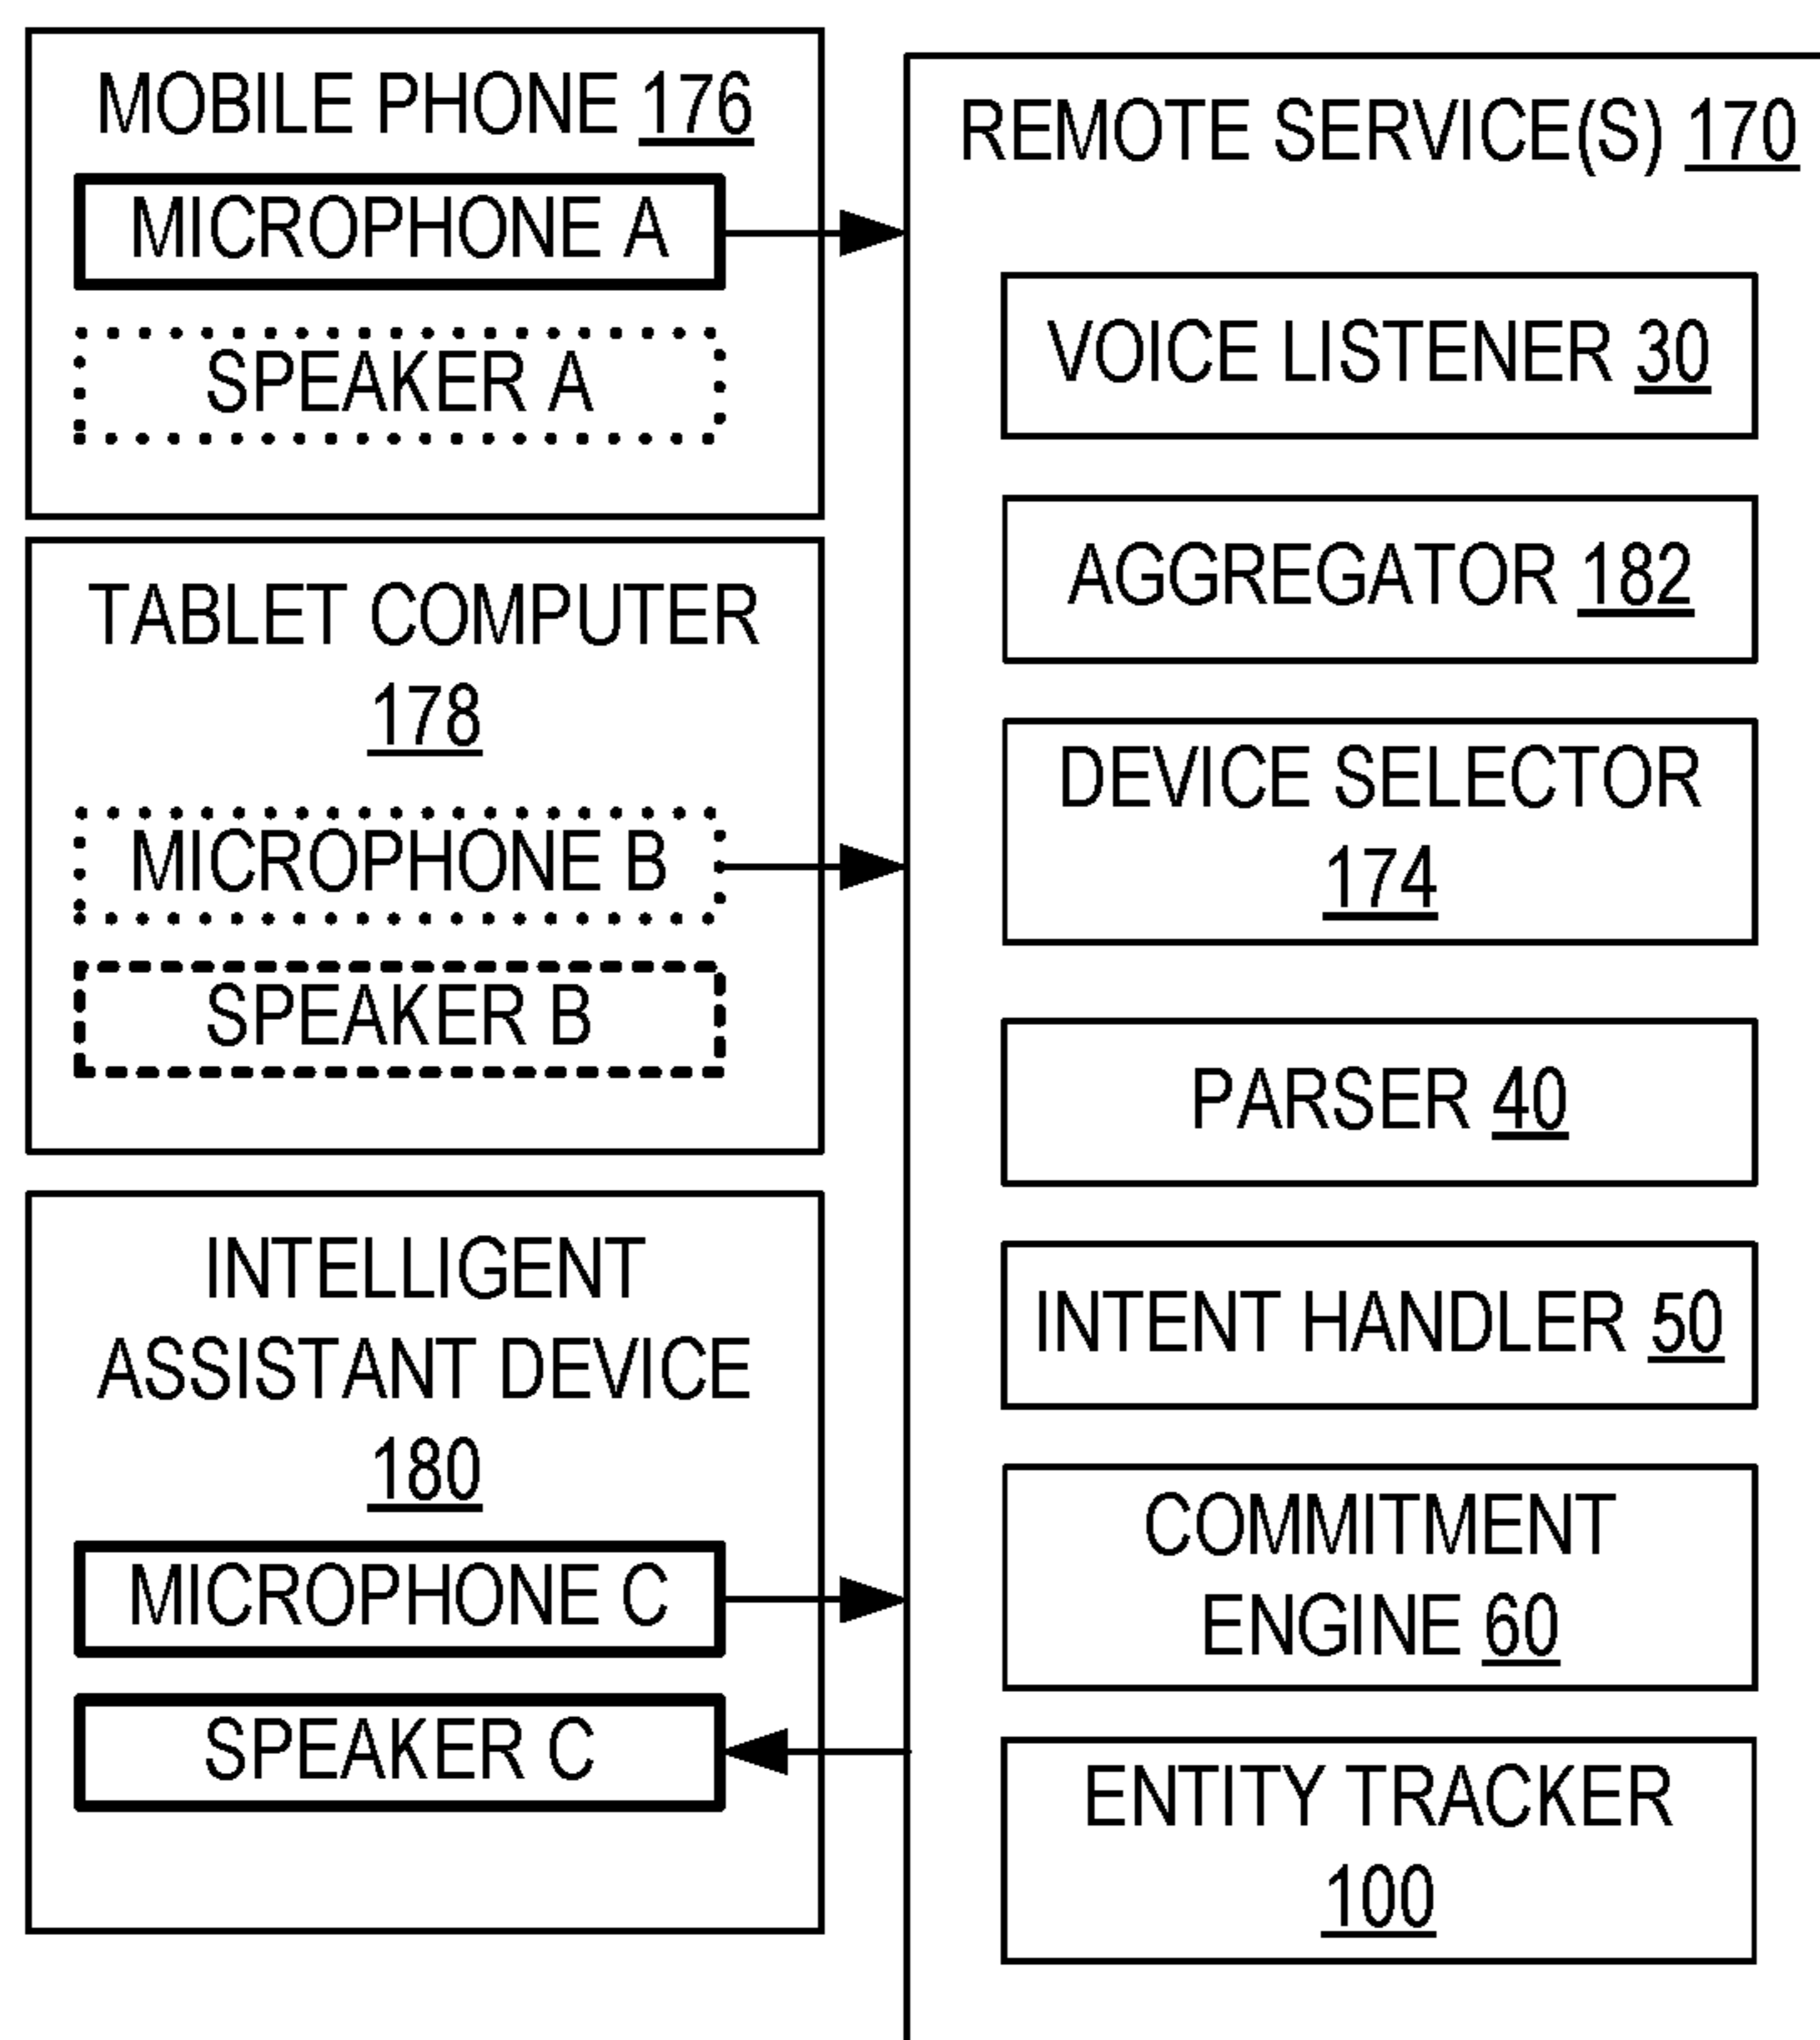 MOBILE PHONE 176
MICROPHONE A
SPEAKER A
TABLET COMPUTER
178
MICROPHONE B
SPEAKER B
INTELLIGENT
ASSISTANT DEVICE
180
MICROPHONE C
SPEAKER C
REMOTE SERVICE(S) 170
VOICE LISTENER 30
AGGREGATOR 182
DEVICE SELECTOR
174
PARSER 40
INTENT HANDLER 50
COMMITMENT
ENGINE 60
ENTITY TRACKER
100